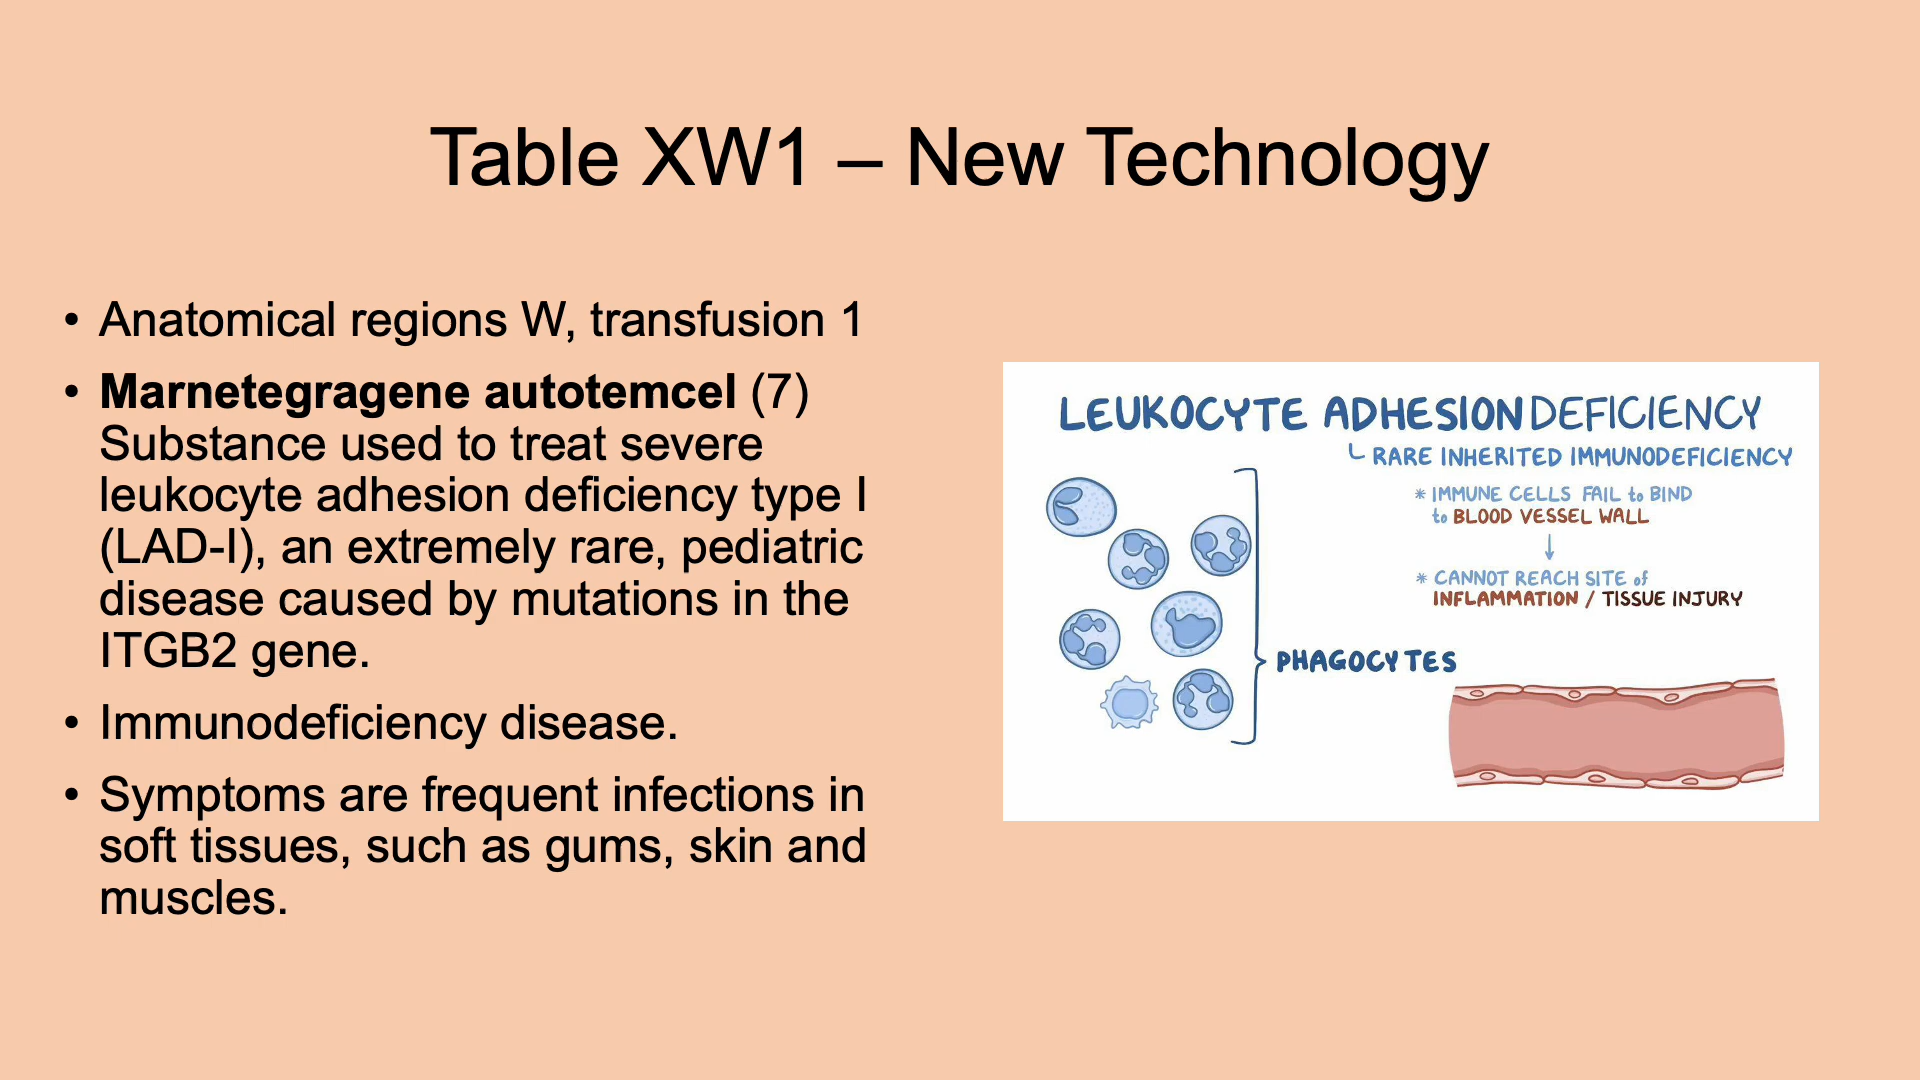 Table XW1 – New Technology
• Anatomical regions W, transfusion 1
• Marnetegragene autotemcel (7)
Substance used to treat severe
leukocyte adhesion deficiency type I
(LAD-I), an extremely rare, pediatric
disease caused by mutations in the
ITGB2 gene.
• Immunodeficiency disease.
• Symptoms are frequent infections in
soft tissues, such as gums, skin and
muscles.
LEUKOCYTE ADHESION DEFICIENCY
RARE INHERITED IMMUNODEFICIENCY
* IMMUNE CELLS FAIL to BIND
to BLOOD VESSEL WALL
* CANNOT REACH SITE of
INFLAMMATION / TISSUE INJURY
PHAGOCYTES